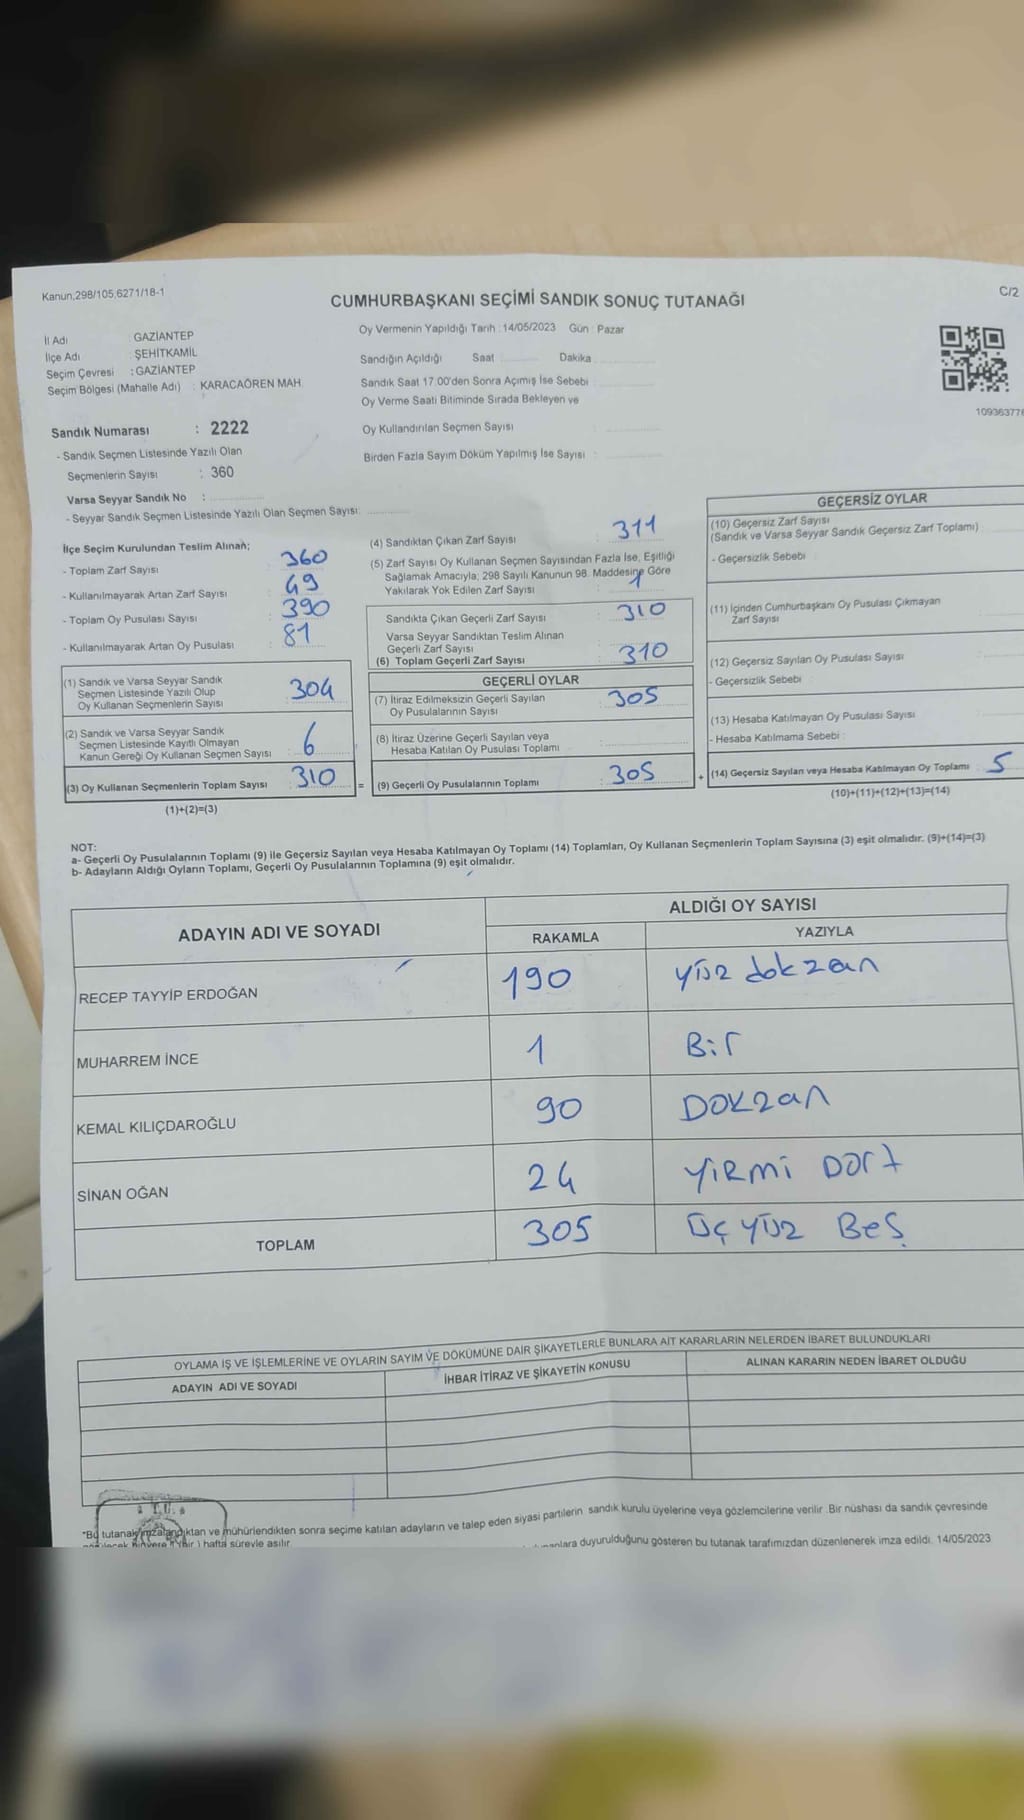 Kanun,298/105,6271/18-1
C/2
CUMHURBAŞKANI SEÇİMİ SANDIK SONUÇ TUTANAĞI
İl Adı : GAZİANTEP
İlçe Adı : ŞEHİTKAMİL
Seçim Çevresi : GAZİANTEP
Seçim Bölgesi (Mahalle Adı) : KARACAÖREN MAH.
Sandık Numarası : 2222
- Sandık Seçmen Listesinde Yazılı Olan
Seçmenlerin Sayısı : 360
Varsa Seyyar Sandık No :
- Seyyar Sandık Seçmen Listesinde Yazılı Olan Seçmen Sayısı:
Oy Vermenin Yapıldığı Tarih : 14/05/2023 Gün : Pazar
Sandığın Açıldığı Saat Dakika
Sandık Saat 17.00'den Sonra Açımış İse Sebebi :
Oy Verme Saati Bitiminde Sırada Bekleyen ve
Oy Kullandırılan Seçmen Sayısı :
Birden Fazla Sayım Döküm Yapılmış İse Sayısı :
10936377
İlçe Seçim Kurulundan Teslim Alınan;
- Toplam Zarf Sayısı : 360
- Kullanılmayarak Artan Zarf Sayısı : 49
- Toplam Oy Pusulası Sayısı : 390
- Kullanılmayarak Artan Oy Pusulası : 81
(1) Sandık ve Varsa Seyyar Sandık
Seçmen Listesinde Yazılı Olup
Oy Kullanan Seçmenlerin Sayısı : 304
(2) Sandık ve Varsa Seyyar Sandık
Seçmen Listesinde Kayıtlı Olmayan
Kanun Gereği Oy Kullanan Seçmen Sayısı : 6
(3) Oy Kullanan Seçmenlerin Toplam Sayısı : 310
(1)+(2)=(3)
(4) Sandıktan Çıkan Zarf Sayısı : 311
(5) Zarf Sayısı Oy Kullanan Seçmen Sayısından Fazla İse, Eşitliği
Sağlamak Amacıyla, 298 Sayılı Kanunun 98. Maddesine Göre
Yakılarak Yok Edilen Zarf Sayısı : 1
Sandıkta Çıkan Geçerli Zarf Sayısı : 310
Varsa Seyyar Sandıktan Teslim Alınan
Geçerli Zarf Sayısı
(6) Toplam Geçerli Zarf Sayısı : 310
GEÇERLİ OYLAR
(7) İtiraz Edilmeksizin Geçerli Sayılan
Oy Pusulalarının Sayısı : 305
(8) İtiraz Üzerine Geçerli Sayılan veya
Hesaba Katılan Oy Pusulası Toplamı :
= (9) Geçerli Oy Pusulalarının Toplamı : 305
GEÇERSİZ OYLAR
(10) Geçersiz Zarf Sayısı
(Sandık ve Varsa Seyyar Sandık Geçersiz Zarf Toplamı)
- Geçersizlik Sebebi :
(11) İçinden Cumhurbaşkanı Oy Pusulası Çıkmayan
Zarf Sayısı
(12) Geçersiz Sayılan Oy Pusulası Sayısı :
- Geçersizlik Sebebi
(13) Hesaba Katılmayan Oy Pusulası Sayısı :
- Hesaba Katılmama Sebebi :
+ (14) Geçersiz Sayılan veya Hesaba Katılmayan Oy Toplamı : 5
(10)+(11)+(12)+(13)=(14)
NOT:
a- Geçerli Oy Pusulalarının Toplamı (9) ile Geçersiz Sayılan veya Hesaba Katılmayan Oy Toplamı (14) Toplamları, Oy Kullanan Seçmenlerin Toplam Sayısına (3) eşit olmalıdır. (9)+(14)=(3)
b- Adayların Aldığı Oyların Toplamı, Geçerli Oy Pusulalarının Toplamına (9) eşit olmalıdır.
ADAYIN ADI VE SOYADI ALDIĞI OY SAYISI
RAKAMLA YAZIYLA
RECEP TAYYİP ERDOĞAN 190 yüz dokzan
MUHARREM İNCE 1 Bir
KEMAL KILIÇDAROĞLU 90 DOKzan
SİNAN OĞAN 24 YİRMİ Dört
TOPLAM 305 üç yüz Beş
OYLAMA İŞ VE İŞLEMLERİNE VE OYLARIN SAYIM VE DÖKÜMÜNE DAİR ŞİKAYETLERLE BUNLARA AİT KARARLARIN NELERDEN İBARET BULUNDUKLARI
ADAYIN ADI VE SOYADI İHBAR İTİRAZ VE ŞİKAYETİN KONUSU ALINAN KARARIN NEDEN İBARET OLDUĞU
T.C.
"Bu tutanak imzalandıktan ve mühürlendikten sonra seçime katılan adayların ve talep eden siyasi partilerin sandık kurulu üyelerine veya gözlemcilerine verilir. Bir nüshası da sandık çevresinde
hafta süreyle asılır. duyurulduğunu gösteren bu tutanak tarafımızdan düzenlenerek imza edildi. 14/05/2023